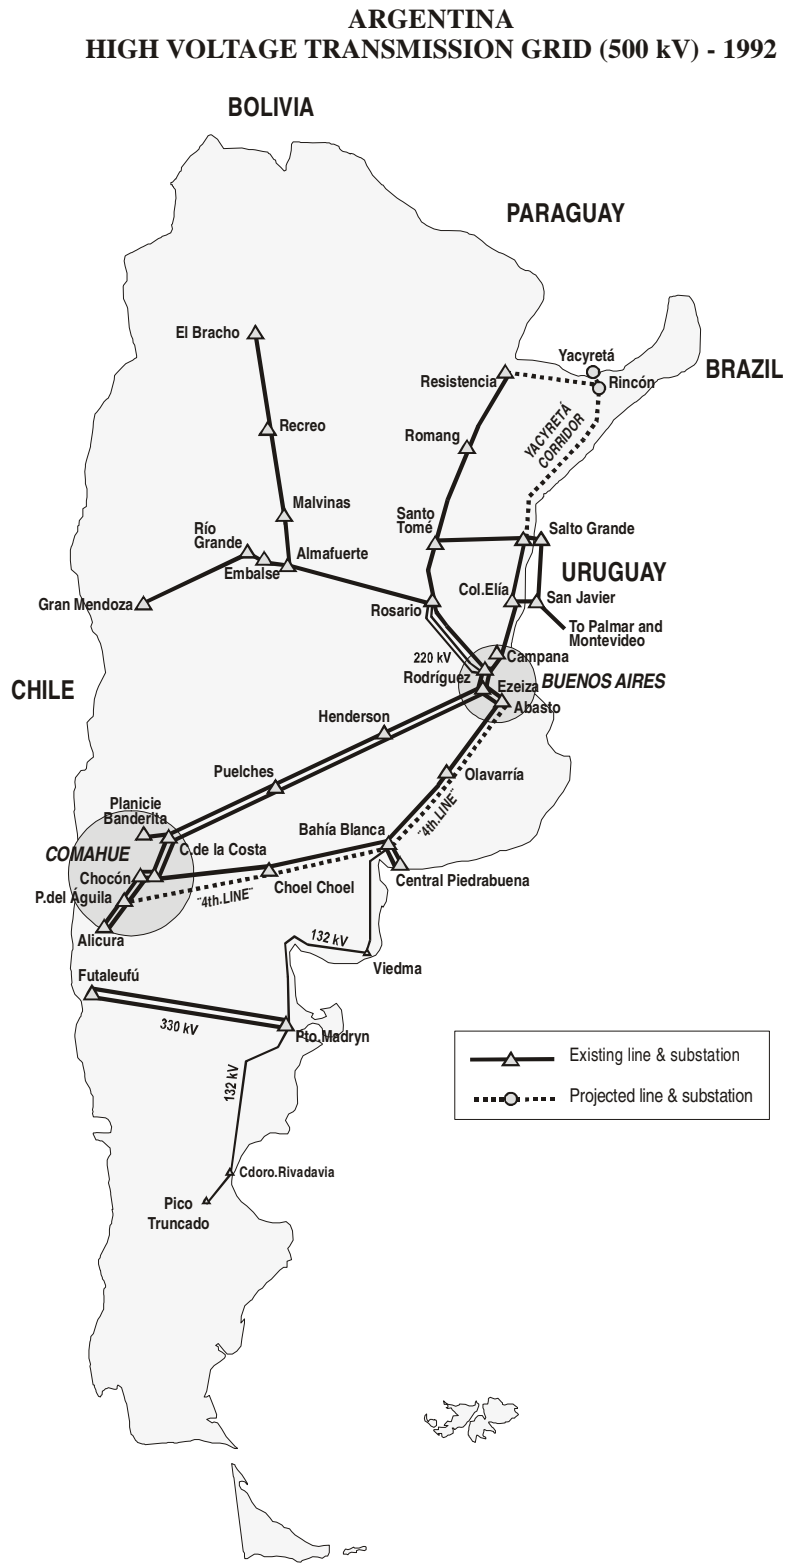 ARGENTINA
HIGH VOLTAGE TRANSMISSION GRID (500 kV) - 1992
BOLIVIA
PARAGUAY
El Bracho
Yacyretá
BRAZIL
Resistencia
Rincón
Recreo
Romang
YACYRETÁ
CORRIDOR
Malvinas
Santo
Tomé
Río
Grande
Salto Grande
Almafuerte
Embalse
URUGUAY
Col.Elía
San Javier
Gran Mendoza
Rosario
To Palmar and
Montevideo
220 kV
Campana
Rodríguez
CHILE
Ezeiza
BUENOS AIRES
Abasto
Henderson
Puelches
Olavarría
Planicie
Banderita
¨4th.LINE¨
Bahía Blanca
C.de la Costa
COMAHUE
Chocón
Choel Choel
Central Piedrabuena
P.del Águila
¨4th.LINE¨
Alicura
132 kV
Viedma
Futaleufú
330 kV
Pto.Madryn
Existing line & substation
132 kV
Projected line & substation
Cdoro.Rivadavia
Pico
Truncado